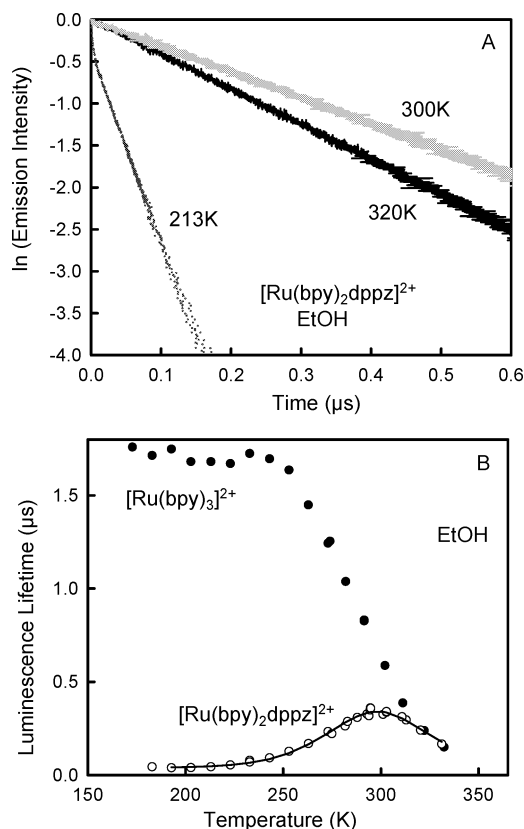 A
ln (Emission Intensity)
-0.0
-0.5
-1.0
-1.5
-2.0
-2.5
-3.0
-3.5
-4.0
300K
320K
213K
[Ru(bpy)₂dppz]²⁺
EtOH
0.0 0.1 0.2 0.3 0.4 0.5 0.6
Time (µs)
B
Luminescence Lifetime (µs)
1.5
1.0
0.5
0.0
[Ru(bpy)₃]²⁺
EtOH
[Ru(bpy)₂dppz]²⁺
150 200 250 300 350
Temperature (K)